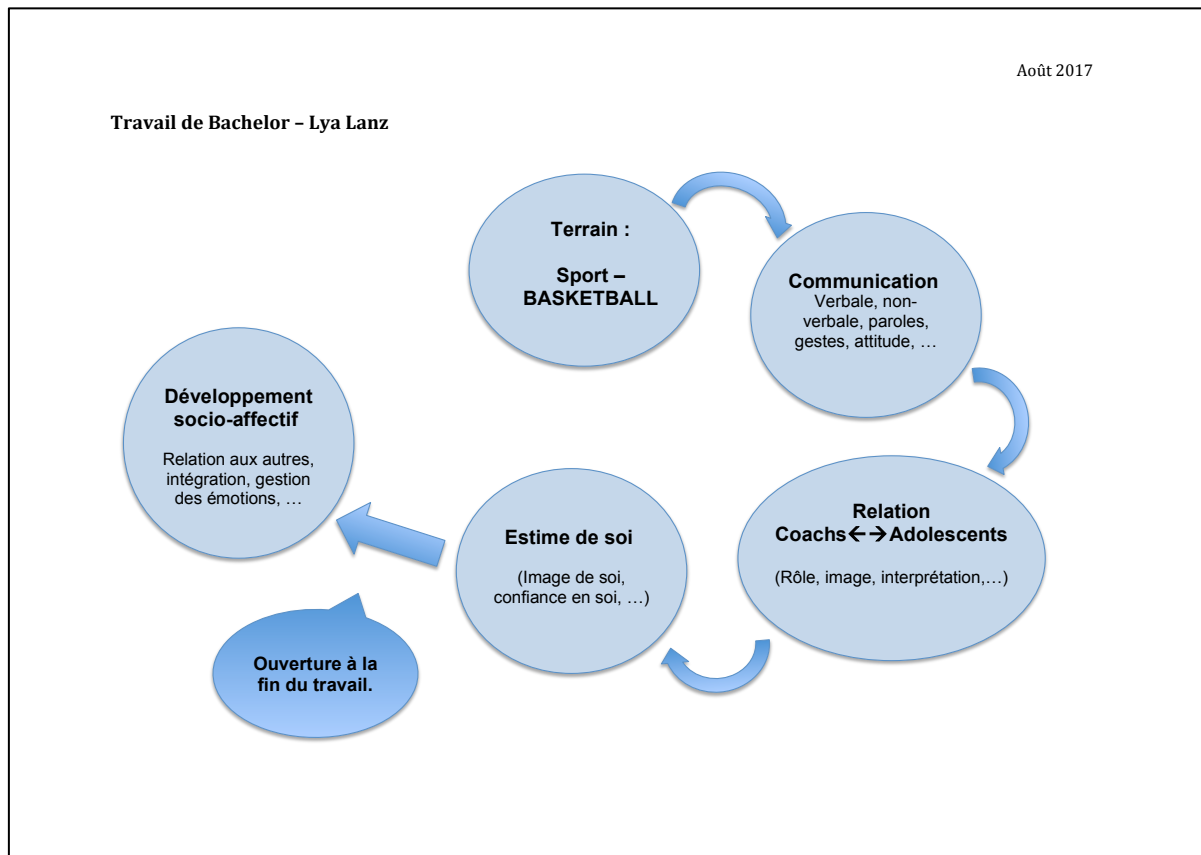 Août 2017
Travail de Bachelor – Lya Lanz
Terrain :
Sport –
BASKETBALL
Communication
Verbale, non-
verbale, paroles,
gestes, attitude, …
Relation
Coachs←→Adolescents
(Rôle, image, interprétation,…)
Estime de soi
(Image de soi,
confiance en soi, …)
Développement
socio-affectif
Relation aux autres,
intégration, gestion
des émotions, …
Ouverture à la
fin du travail.